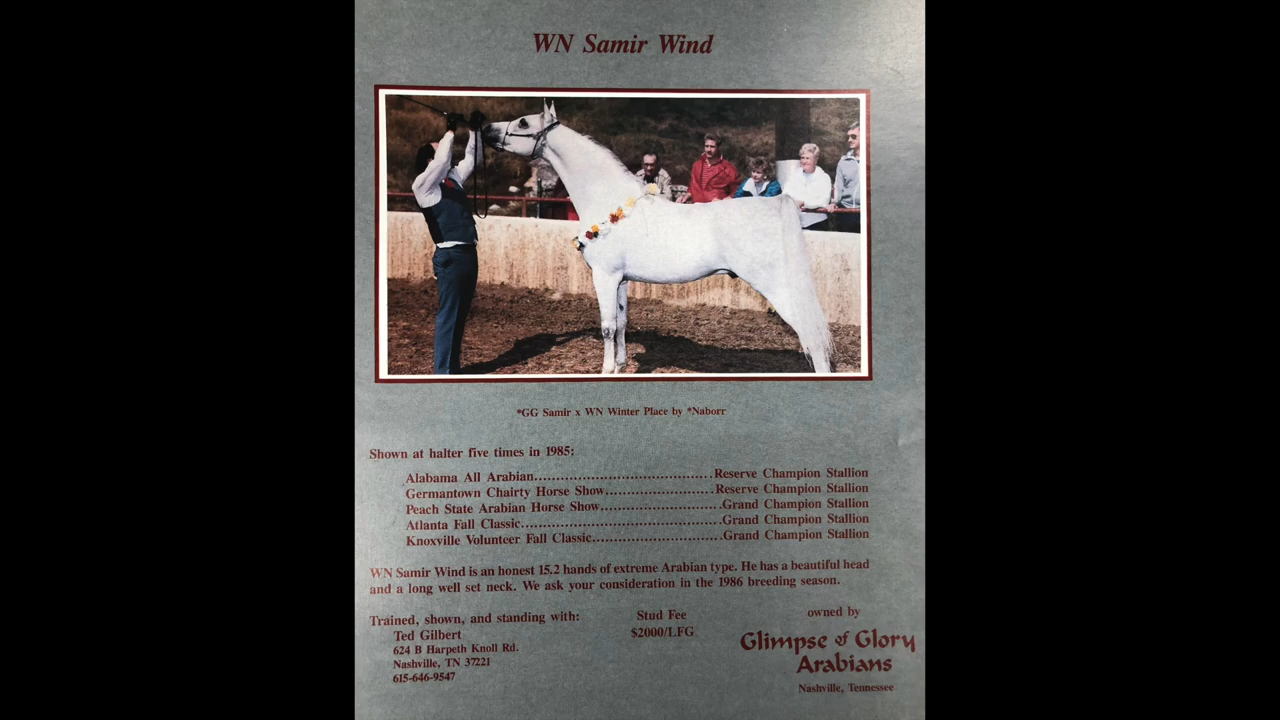 WN Samir Wind
*GG Samir x WN Winter Place by *Naborr
Shown at halter five times in 1985:
Alabama All Arabian..........................................Reserve Champion Stallion
Germantown Chairty Horse Show..........................Reserve Champion Stallion
Peach State Arabian Horse Show.............................Grand Champion Stallion
Atlanta Fall Classic................................................Grand Champion Stallion
Knoxville Volunteer Fall Classic...............................Grand Champion Stallion
WN Samir Wind is an honest 15.2 hands of extreme Arabian type. He has a beautiful head
and a long well set neck. We ask your consideration in the 1986 breeding season.
Trained, shown, and standing with:
Ted Gilbert
624 B Harpeth Knoll Rd.
Nashville, TN 37221
615-646-9547
Stud Fee
$2000/LFG
owned by
Glimpse of Glory
Arabians
Nashville, Tennessee